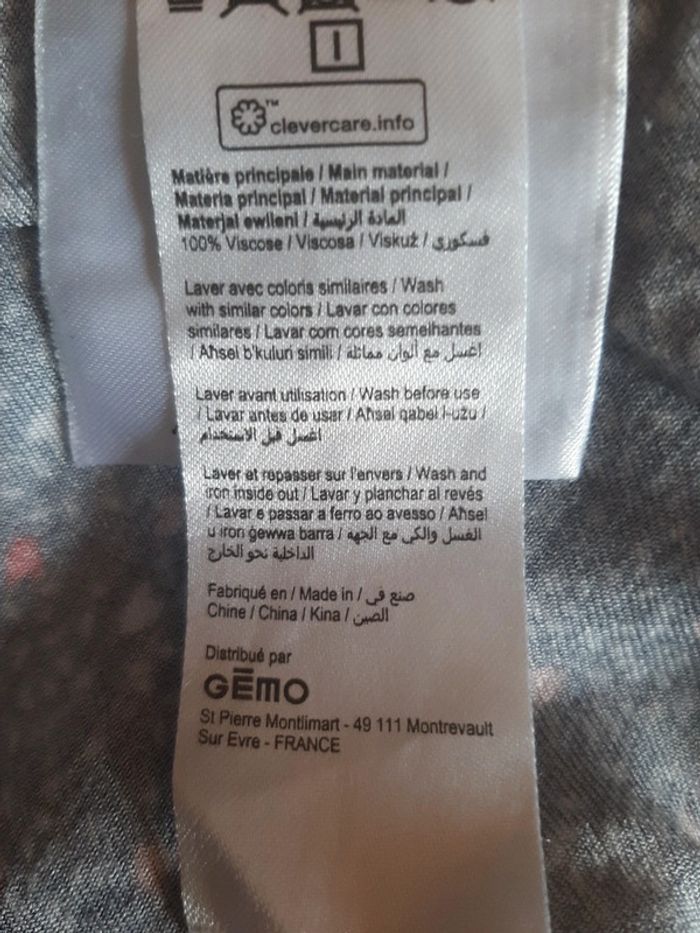 I
clevercare.info™
Matière principale / Main material /
Materia principal / Material principal /
Materjal ewlieni / المادة الرئيسية
100% Viscose / Viscosa / Viskuż / فسكوزي
Laver avec coloris similaires / Wash
with similar colors / Lavar con colores
similares / Lavar com cores semelhantes
/ Aħsel b'kuluri simili / اغسل مع ألوان مماثلة
Laver avant utilisation / Wash before use
/ Lavar antes de usar / Aħsel qabel l-użu /
اغسل قبل الاستخدام
Laver et repasser sur l'envers / Wash and
iron inside out / Lavar y planchar al revés
/ Lavar e passar a ferro ao avesso / Aħsel
u iron ġewwa barra / الغسل والكي مع الجهة
الداخلية نحو الخارج
Fabriqué en / Made in / صنع في
Chine / China / Kina / الصين
Distribué par
GĒMO
St Pierre Montlimart - 49 111 Montrevault
Sur Evre - FRANCE